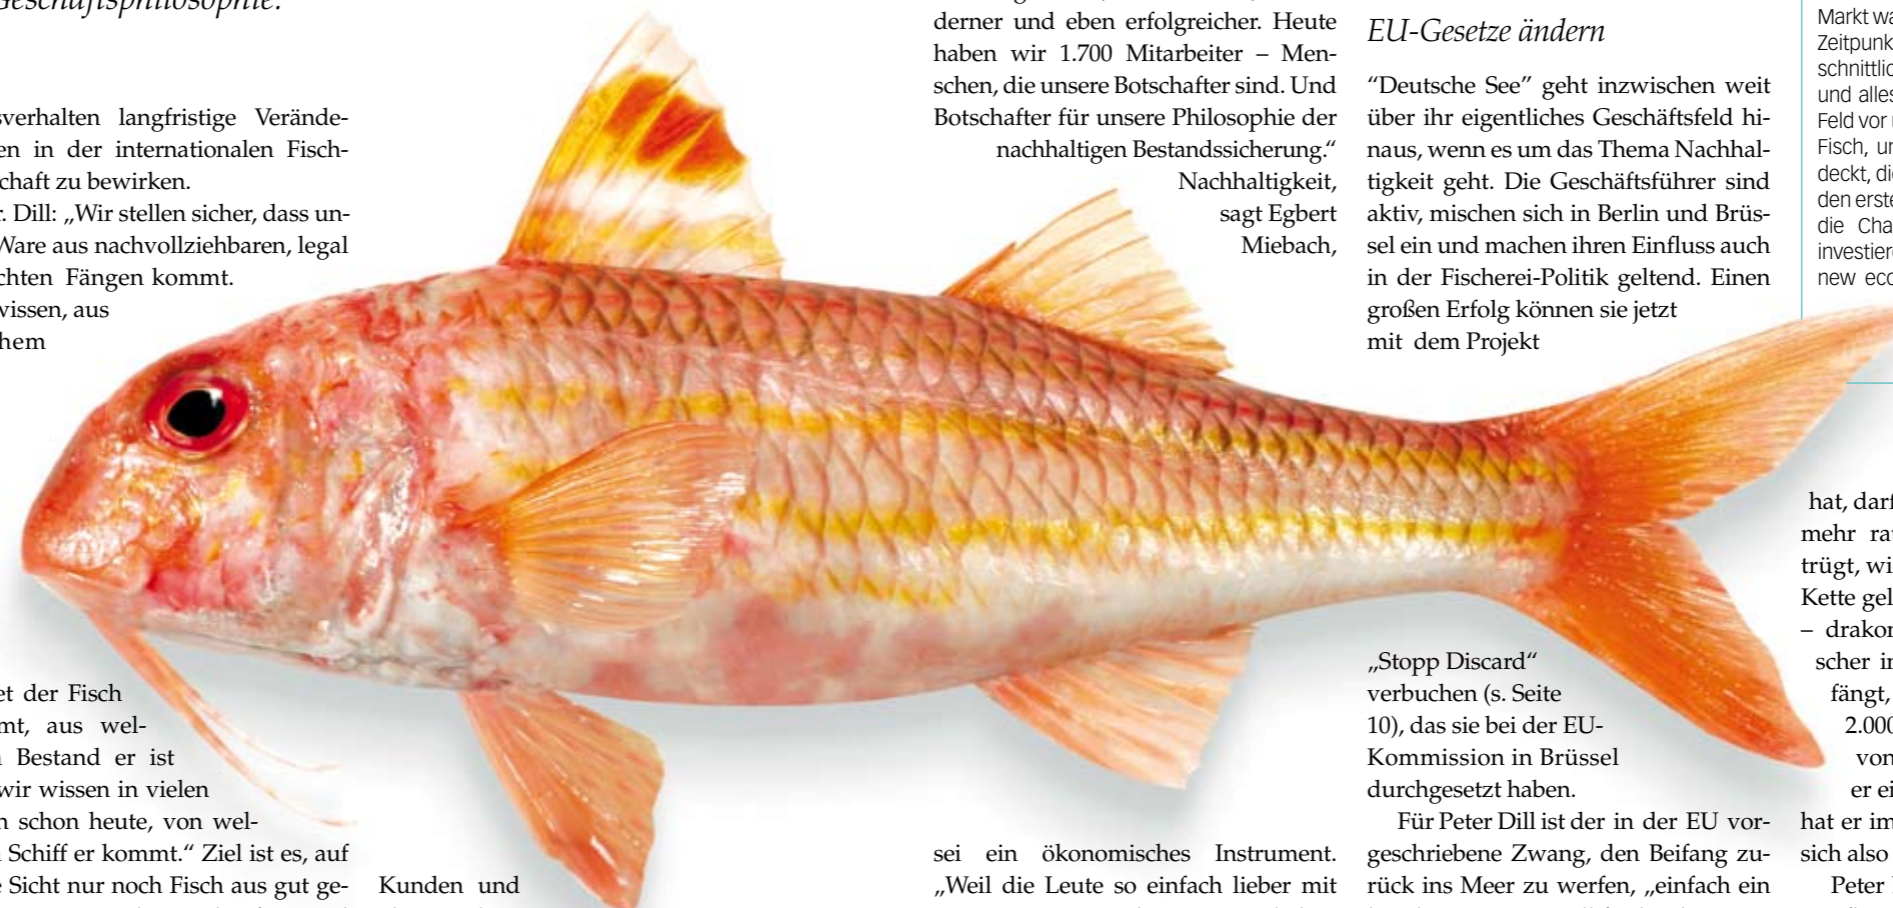 Geschäftsphilosophie.
sverhalten langfristige Verände-
en in der internationalen Fisch-
chaft zu bewirken.
r. Dill: „Wir stellen sicher, dass un-
Ware aus nachvollziehbaren, legal
chten Fängen kommt.
wissen, aus
hem
et der Fisch
mt, aus wel-
Bestand er ist
wir wissen in vielen
n schon heute, von wel-
Schiff er kommt.“ Ziel ist es, auf
e Sicht nur noch Fisch aus gut ge-
Kunden und
derner und eben erfolgreicher. Heute
haben wir 1.700 Mitarbeiter – Men-
schen, die unsere Botschafter sind. Und
Botschafter für unsere Philosophie der
nachhaltigen Bestandssicherung.“
Nachhaltigkeit,
sagt Egbert
Miebach,
sei ein ökonomisches Instrument.
„Weil die Leute so einfach lieber mit
EU-Gesetze ändern
“Deutsche See” geht inzwischen weit
über ihr eigentliches Geschäftsfeld hi-
naus, wenn es um das Thema Nachhal-
tigkeit geht. Die Geschäftsführer sind
aktiv, mischen sich in Berlin und Brüs-
sel ein und machen ihren Einfluss auch
in der Fischerei-Politik geltend. Einen
großen Erfolg können sie jetzt
mit dem Projekt
„Stopp Discard“
verbuchen (s. Seite
10), das sie bei der EU-
Kommission in Brüssel
durchgesetzt haben.
Für Peter Dill ist der in der EU vor-
geschriebene Zwang, den Beifang zu-
rück ins Meer zu werfen, „einfach ein
Markt wa
Zeitpunk
schnittlic
und alles
Feld vor
Fisch, un
deckt, die
den erste
die Cha
investiere
new eco
hat, darf
mehr rau
trügt, wi
Kette gel
– drakon
scher in
fängt,
2.000
von
er ei
hat er im
sich also
Peter